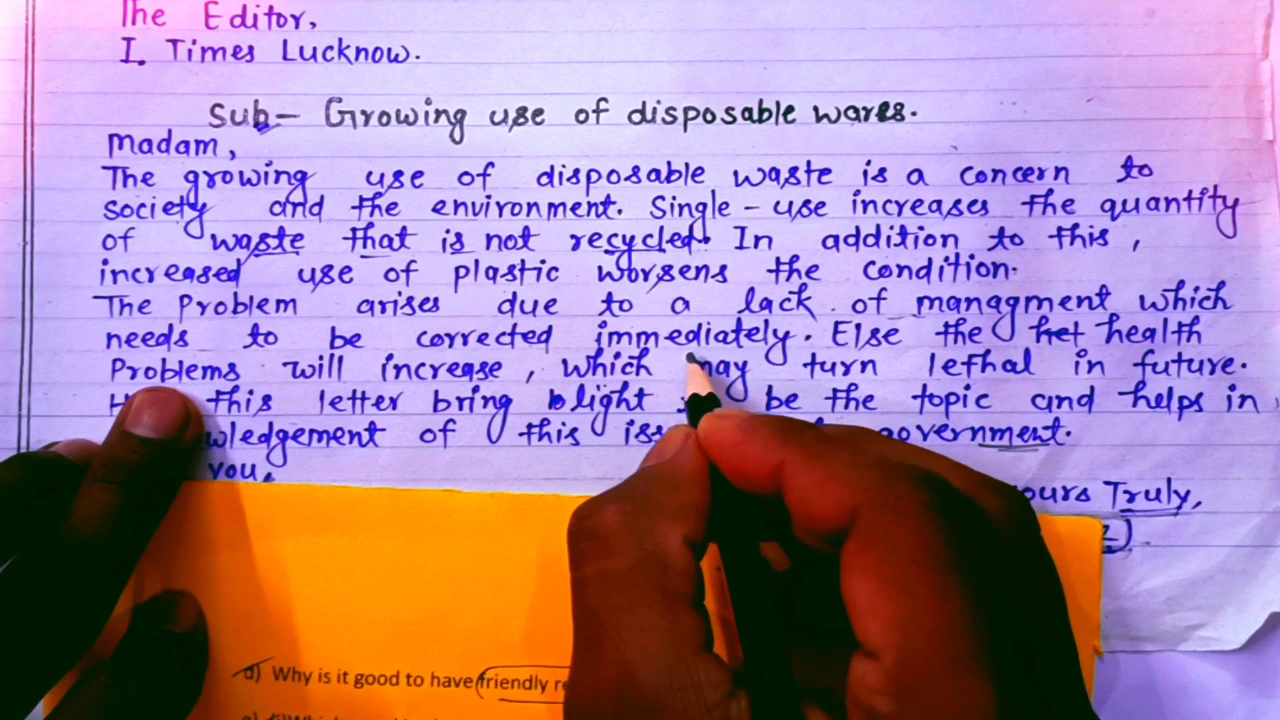 The Editor,
I. Times Lucknow.
Sub- Growing use of disposable wares.
Madam,
The growing use of disposable waste is a concern to
society and the environment. Single-use increases the quantity
of waste that is not recycled. In addition to this,
increased use of plastic worsens the condition.
The Problem arises due to a lack of managment which
needs to be corrected immediately. Else the health
Problems will increase, which may turn lethal in future.
this letter bring light be the topic and helps in
of this government.
you,
Truly,
d) Why is it good to have friendly